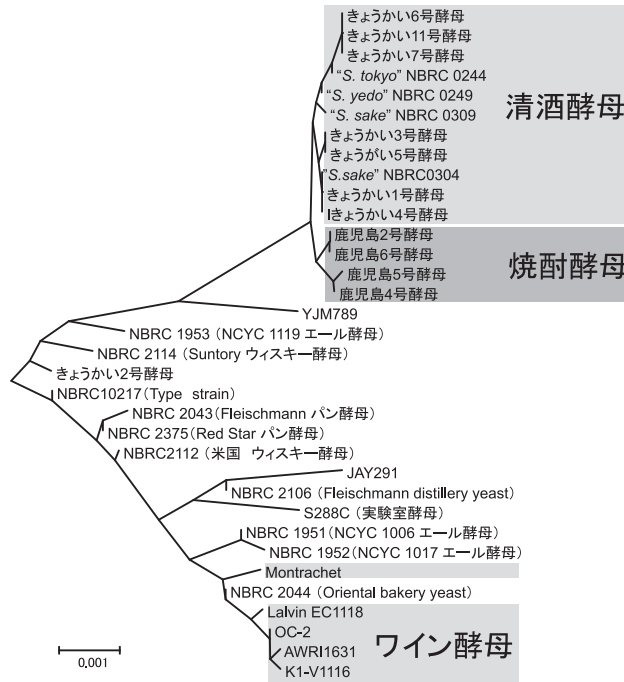 きょうかい6号酵母
きょうかい11号酵母
きょうかい7号酵母
"S. tokyo" NBRC 0244
"S. yedo" NBRC 0249
"S. sake" NBRC 0309
きょうかい3号酵母
きょうがい5号酵母
"S.sake" NBRC0304
きょうかい1号酵母
きょうかい4号酵母
清酒酵母
鹿児島2号酵母
鹿児島6号酵母
鹿児島5号酵母
鹿児島4号酵母
焼酎酵母
YJM789
NBRC 1953 (NCYC 1119 エール酵母)
NBRC 2114 (Suntory ウィスキー酵母)
きょうかい2号酵母
NBRC10217(Type strain)
NBRC 2043(Fleischmann パン酵母)
NBRC 2375(Red Star パン酵母)
NBRC2112 (米国 ウィスキー酵母)
JAY291
NBRC 2106 (Fleischmann distillery yeast)
S288C (実験室酵母)
NBRC 1951(NCYC 1006 エール酵母)
NBRC 1952(NCYC 1017 エール酵母)
Montrachet
NBRC 2044 (Oriental bakery yeast)
Lalvin EC1118
OC-2
AWRI1631
K1-V1116
ワイン酵母
0.001